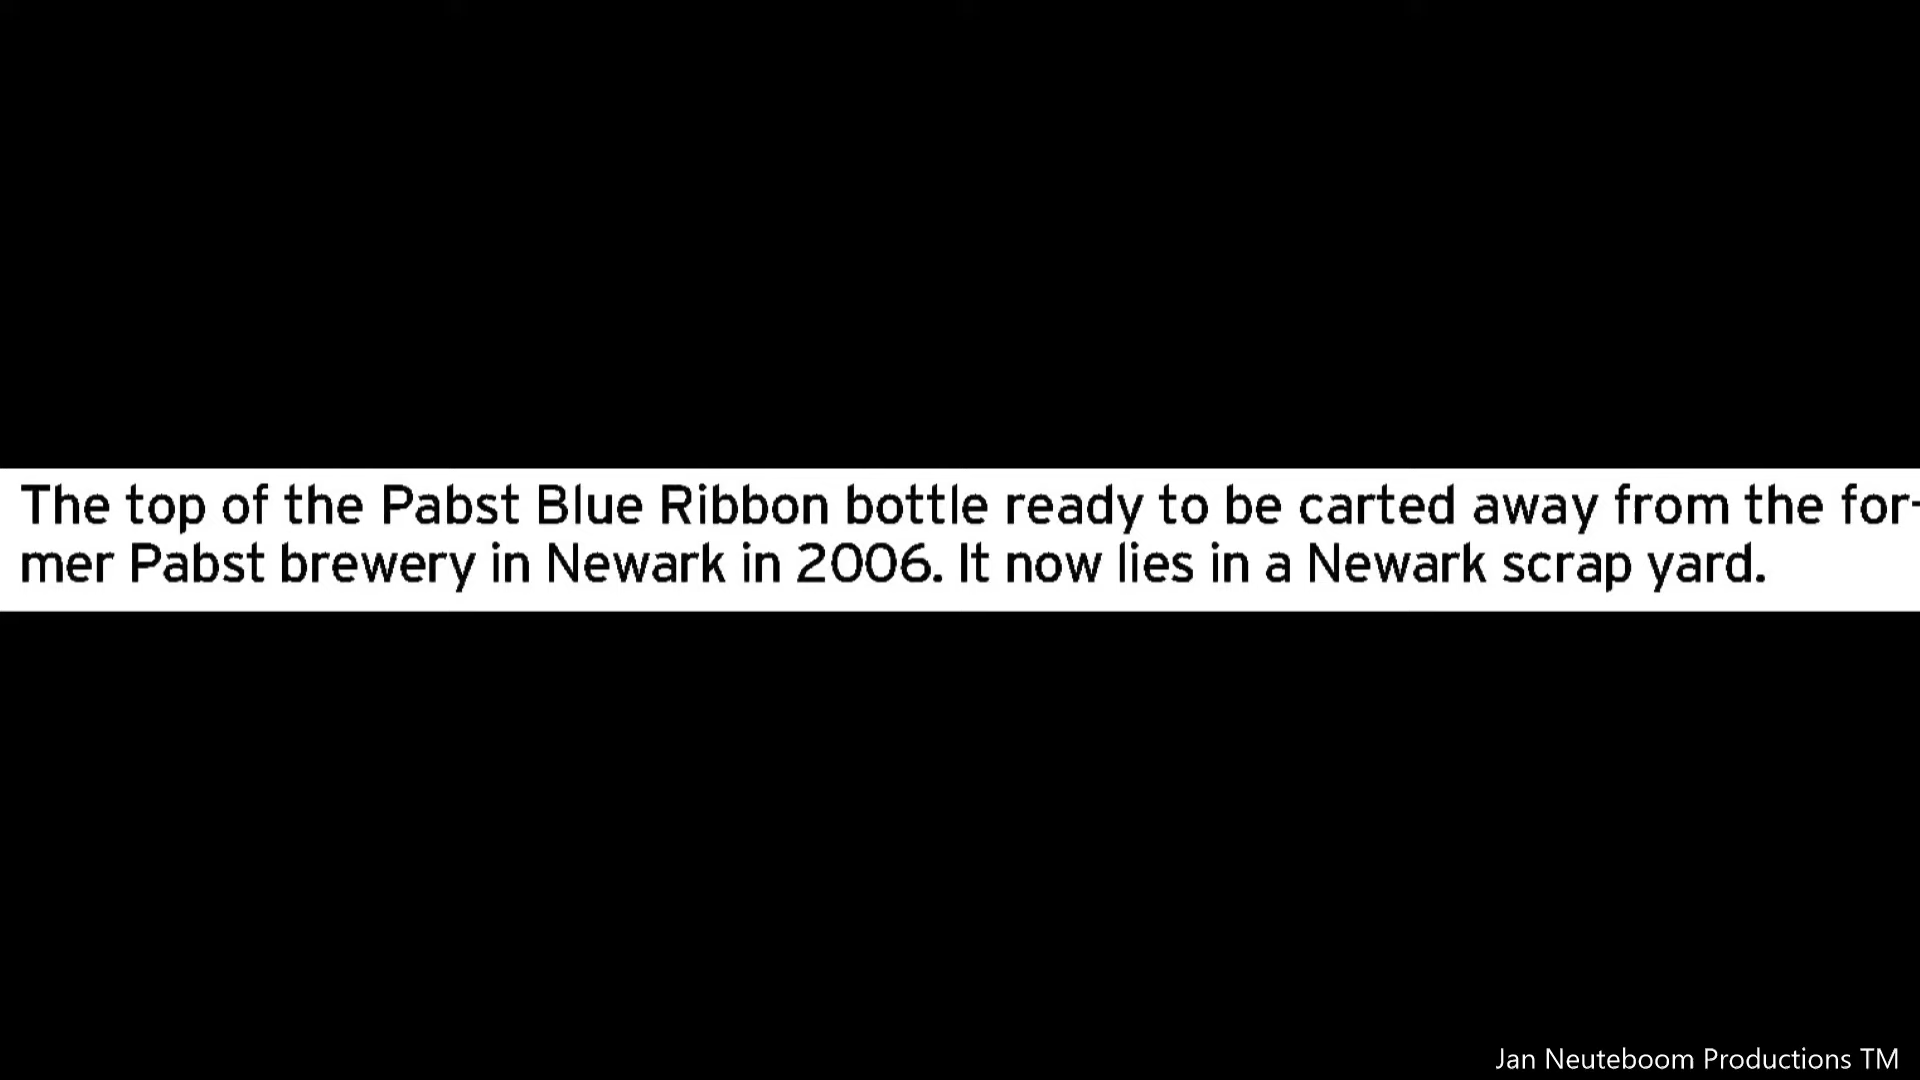 The top of the Pabst Blue Ribbon bottle ready to be carted away from the for-
mer Pabst brewery in Newark in 2006. It now lies in a Newark scrap yard.
Jan Neuteboom Productions TM